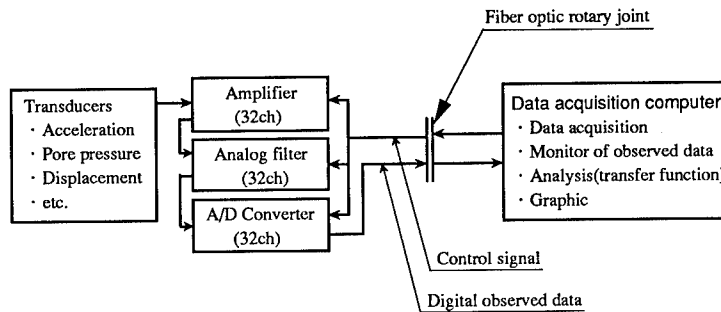 Fiber optic rotary joint
Transducers
· Acceleration
· Pore pressure
· Displacement
· etc.
Amplifier
(32ch)
Analog filter
(32ch)
A/D Converter
(32ch)
Data acquisition computer
· Data acquisition
· Monitor of observed data
· Analysis(transfer function)
· Graphic
Control signal
Digital observed data